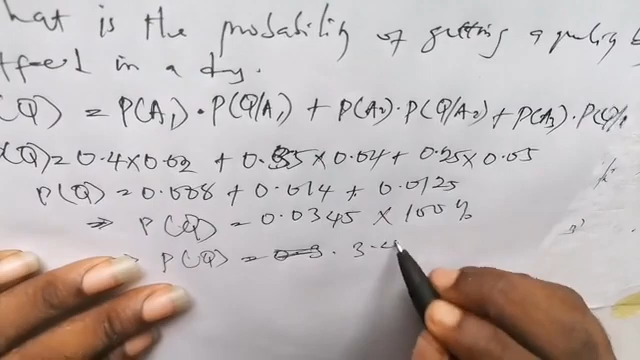 hat is the probability of getting a
in a day.
(Q) = P(A₁) · P(Q/A₁) + P(A₂) · P(Q/A₂) + P(A₃) · P(Q/
(Q) = 0.4 × 0.02 + 0.35 × 0.04 + 0.25 × 0.05
P(Q) = 0.008 + 0.014 + 0.0125
⇒ P(Q) = 0.0345 × 100%
P(Q) = 3.4